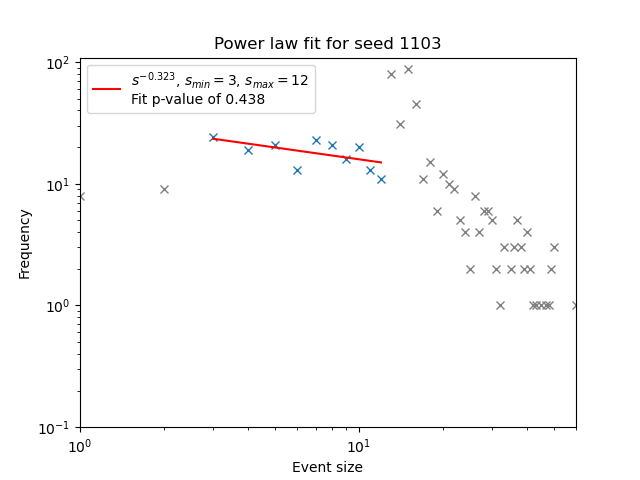 Power law fit for seed 1103
s^{-0.323}, s_{min} = 3, s_{max} = 12
Fit p-value of 0.438
10^2
10^1
10^0
10^{-1}
Frequency
10^0
10^1
Event size